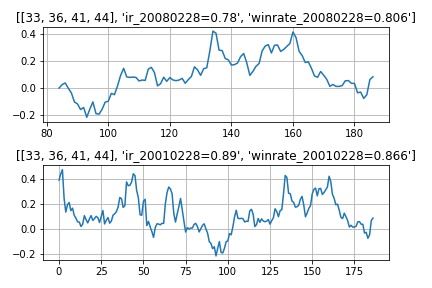 [[33, 36, 41, 44], 'ir_20080228=0.78', 'winrate_20080228=0.806']
0.4
0.2
0.0
−0.2
80 100 120 140 160 180
[[33, 36, 41, 44], 'ir_20010228=0.89', 'winrate_20010228=0.866']
0.4
0.2
0.0
−0.2
0 25 50 75 100 125 150 175